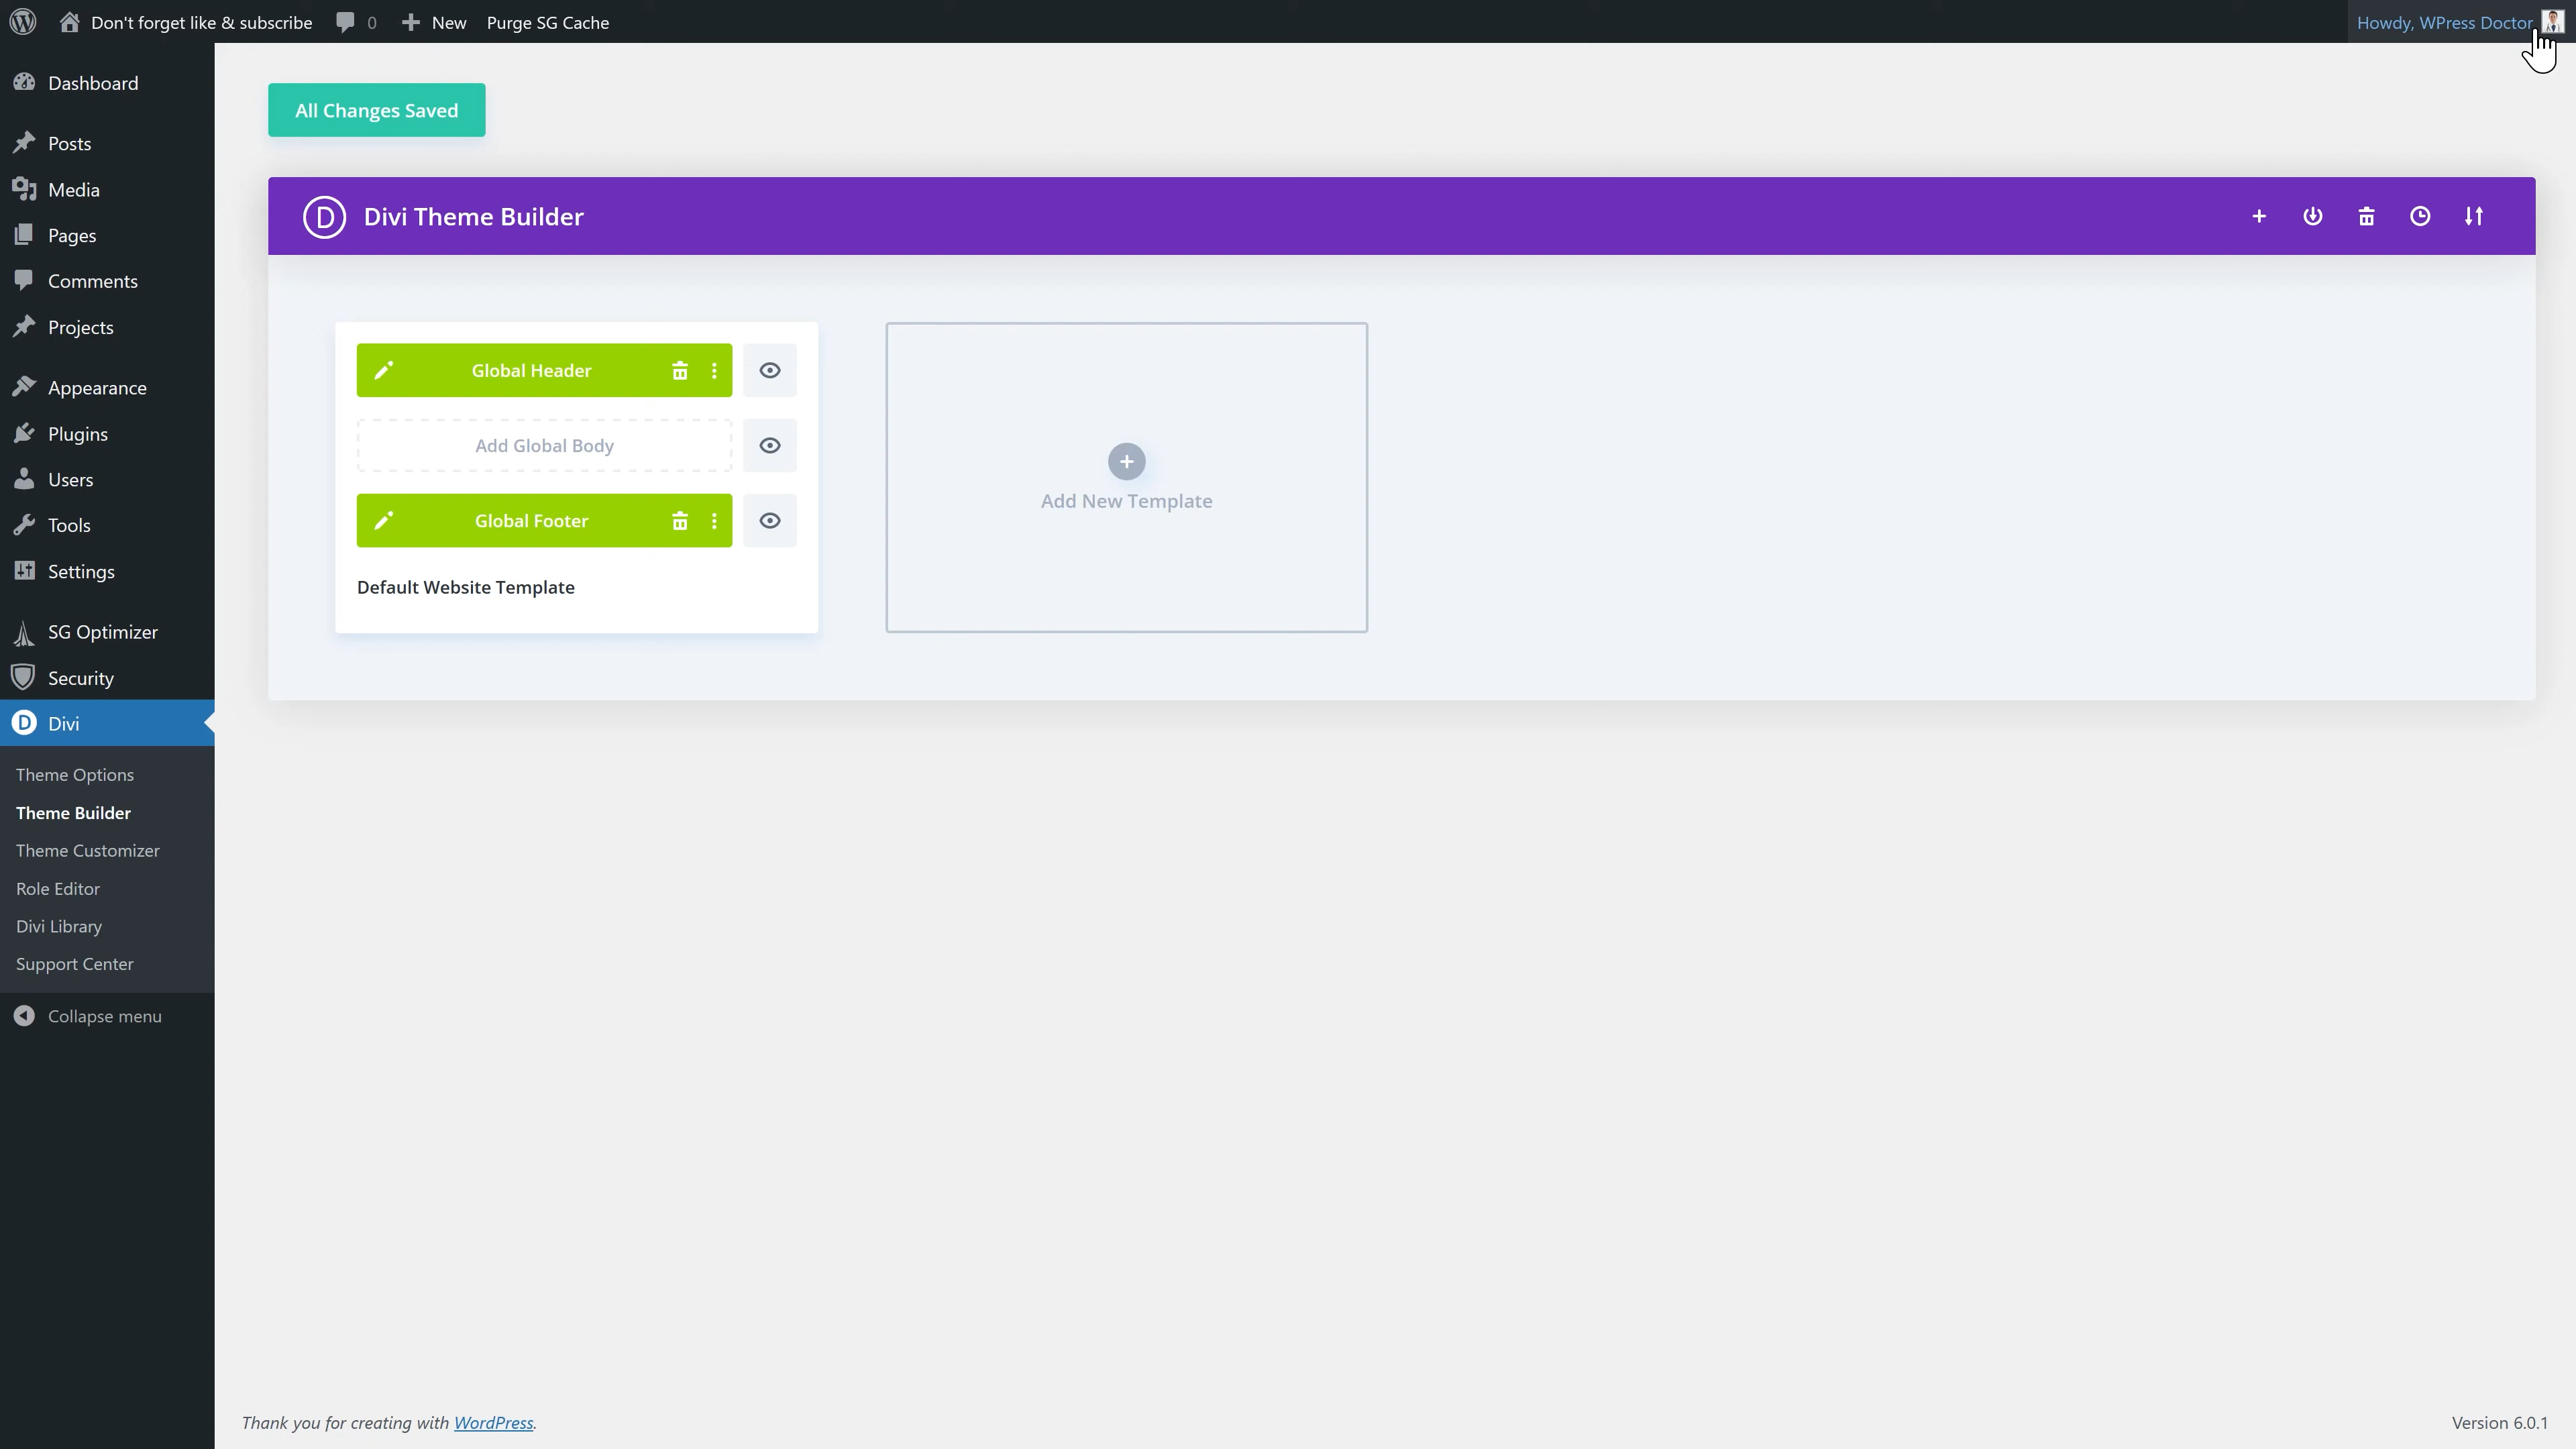 Don't forget like & subscribe 0 New Purge SG Cache Howdy, WPress Doctor
Dashboard
Posts
Media
Pages
Comments
Projects
Appearance
Plugins
Users
Tools
Settings
SG Optimizer
Security
Divi
Theme Options
Theme Builder
Theme Customizer
Role Editor
Divi Library
Support Center
Collapse menu
All Changes Saved
D Divi Theme Builder
Global Header
Add Global Body
Global Footer
Default Website Template
Add New Template
Thank you for creating with WordPress. Version 6.0.1